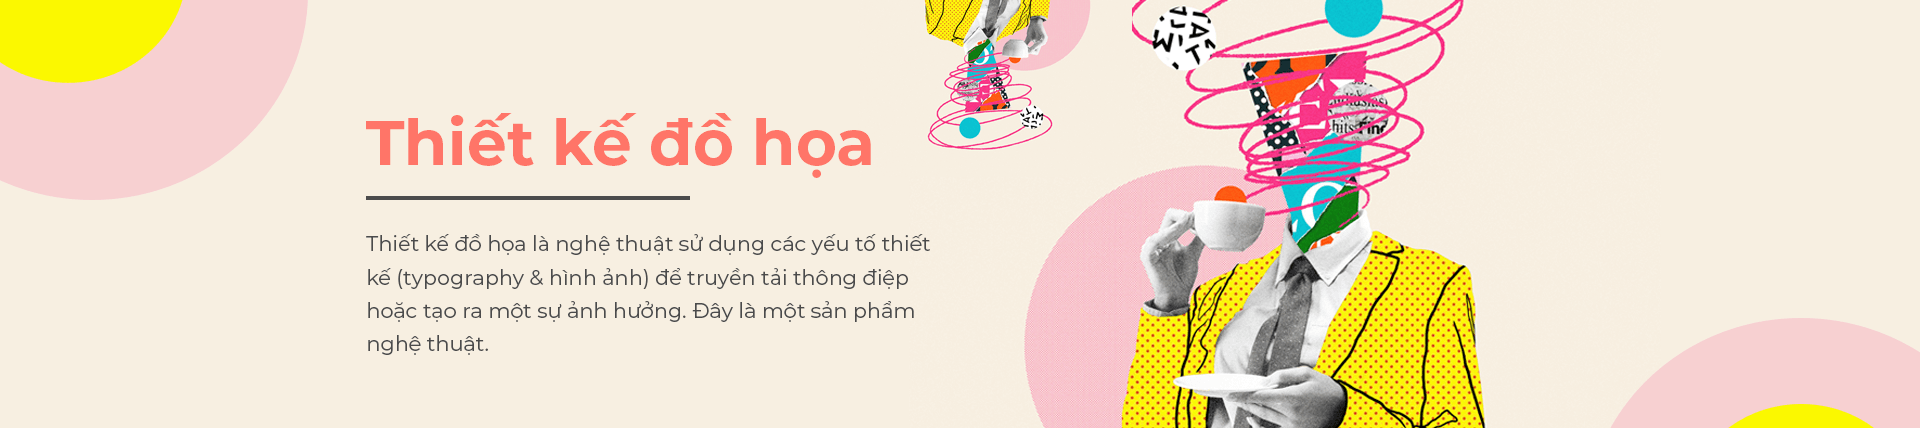 Thiết kế đồ họa
Thiết kế đồ họa là nghệ thuật sử dụng các yếu tố thiết
kế (typography & hình ảnh) để truyền tải thông điệp
hoặc tạo ra một sự ảnh hưởng. Đây là một sản phẩm
nghệ thuật.
hits Find